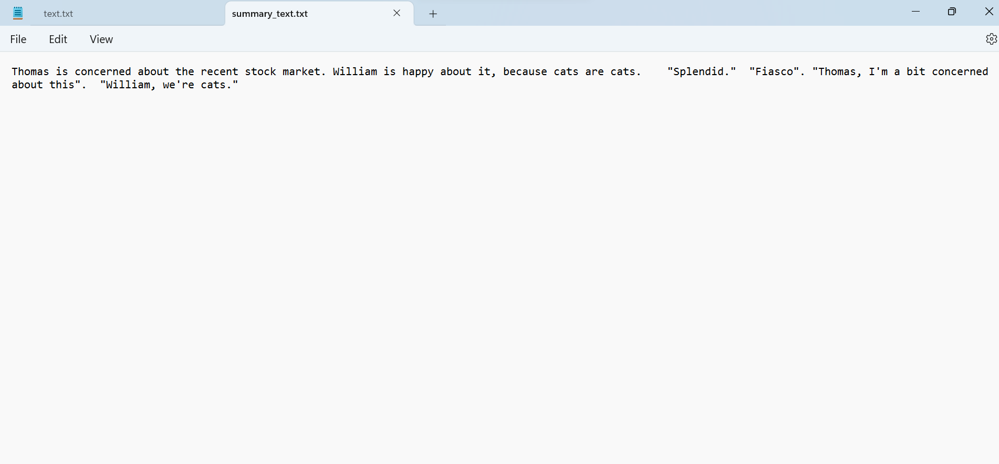 text.txt
summary_text.txt
File Edit View
Thomas is concerned about the recent stock market. William is happy about it, because cats are cats.    "Splendid."  "Fiasco". "Thomas, I'm a bit concerned
about this".  "William, we're cats."